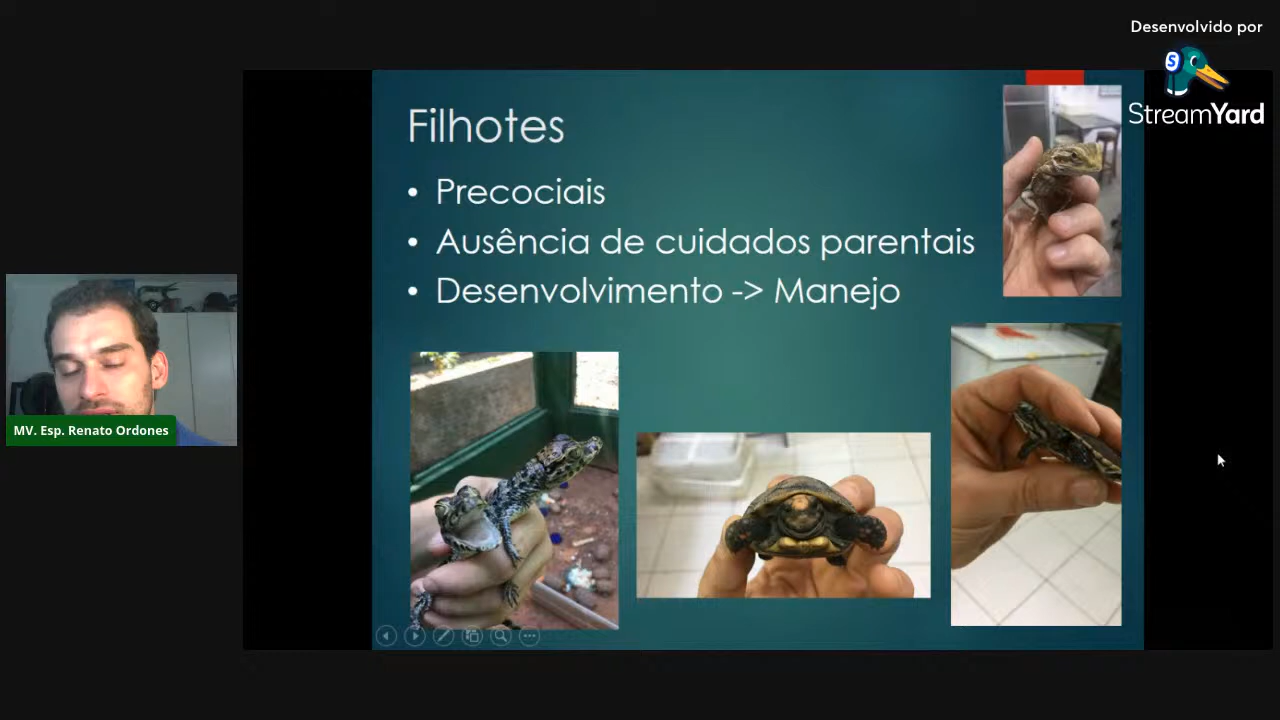 Desenvolvido por
StreamYard
Filhotes
• Precociais
• Ausência de cuidados parentais
• Desenvolvimento -> Manejo
MV. Esp. Renato Ordones